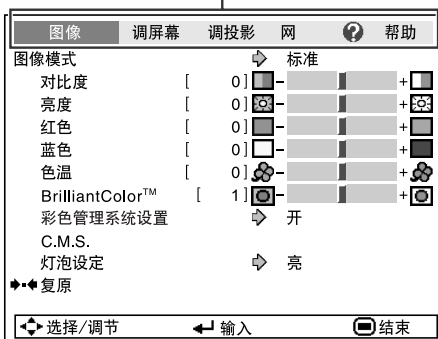 图像 调屏幕 调投影 网 ? 帮助
图像模式 标准
对比度 [ 0] - +
亮度 [ 0] - +
红色 [ 0] - +
蓝色 [ 0] - +
色温 [ 0] - +
BrilliantColor™ [ 1] - +
彩色管理系统设置 开
C.M.S.
灯泡设定 亮
复原
选择/调节 输入 结束